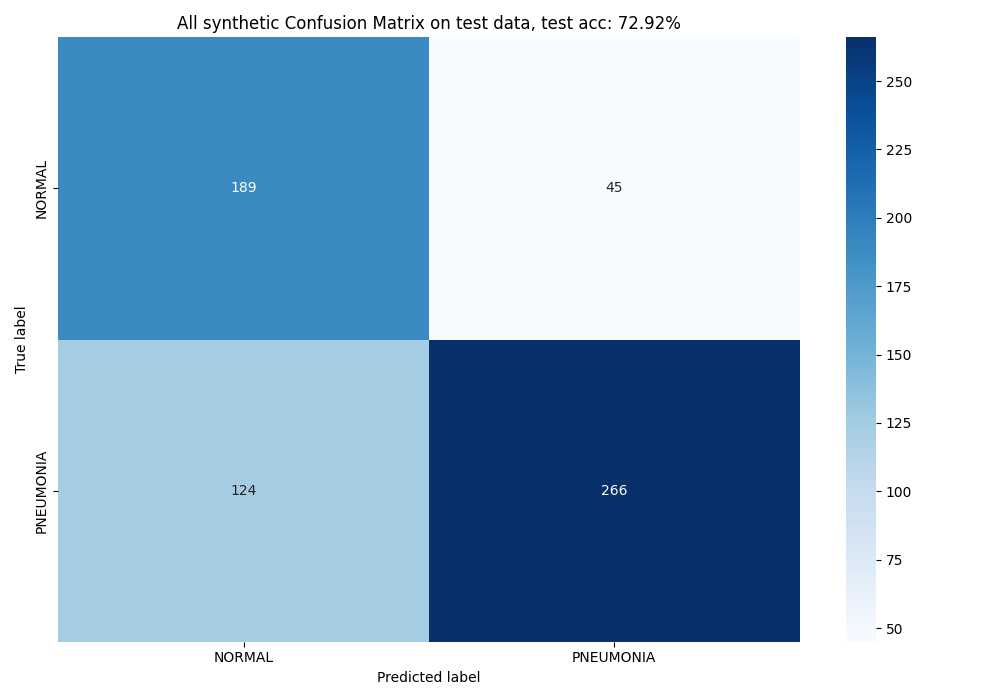 All synthetic Confusion Matrix on test data, test acc: 72.92%
True label
NORMAL
PNEUMONIA
189
45
124
266
NORMAL
PNEUMONIA
Predicted label
250
225
200
175
150
125
100
75
50